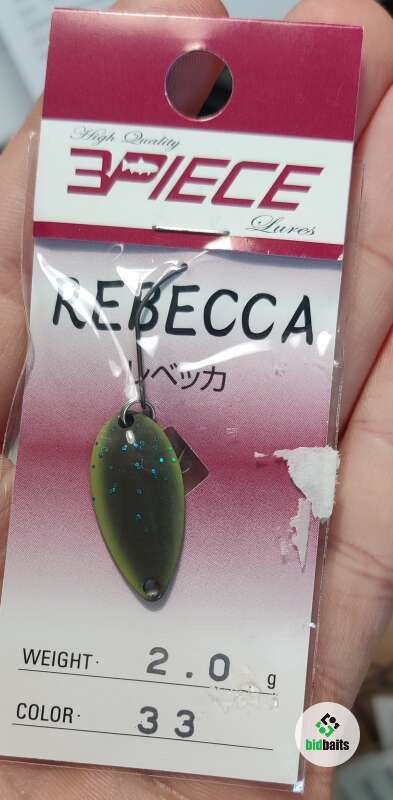 High Quality
3PIECE
Lures
REBECCA
レベッカ
WEIGHT· 2.0 g
COLOR· 33
bidbaits